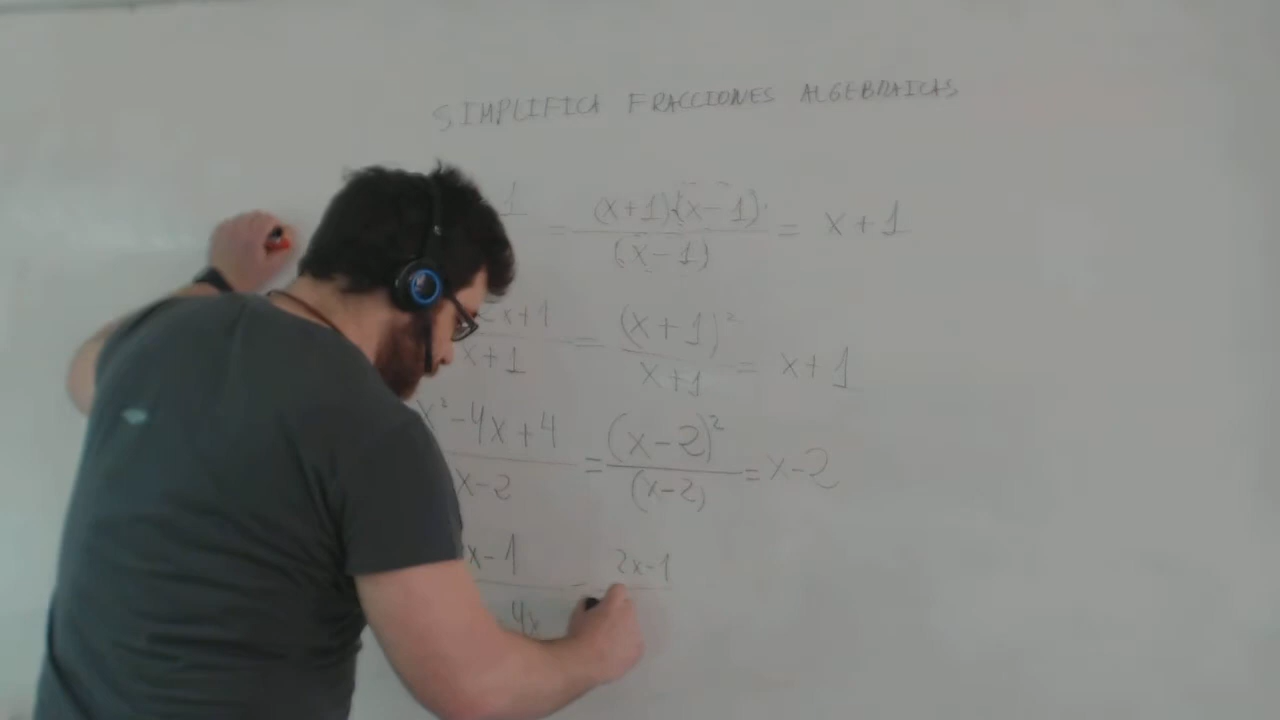 SIMPLIFICA FRACCIONES ALGEBRAICAS
1 = (x+1)(x-1) / (x-1) = x+1
2x+1 / x+1 = (x+1)² / x+1 = x+1
x²-4x+4 / x-2 = (x-2)² / (x-2) = x-2
x-1 / 4x = 2x-1